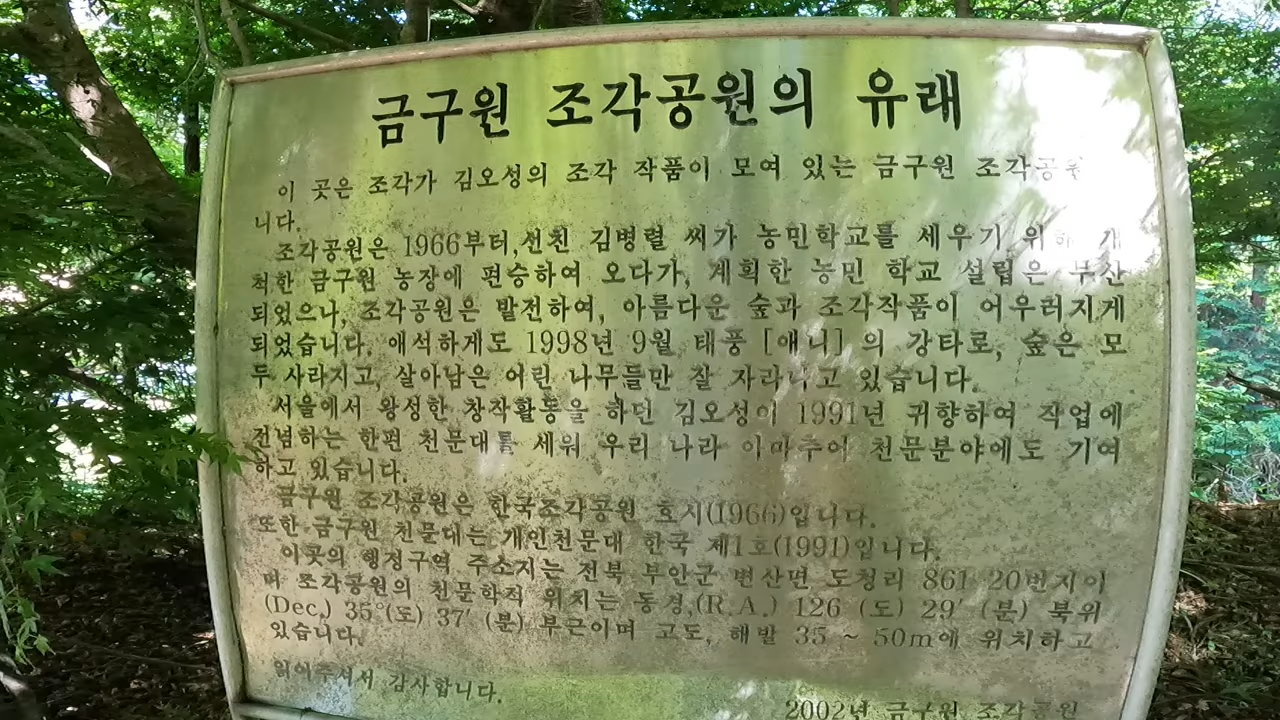 금구원 조각공원의 유래
이 곳은 조각가 김오성의 조각 작품이 모여 있는 금구원 조각공원
니다.
조각공원은 1966부터,선친 김병렬 씨가 농민학교를 세우기 위해 개
척한 금구원 농장에 편승하여 오다가, 계획한 농민 학교 설립은 무산
되었으나, 조각공원은 발전하여, 아름다운 숲과 조각작품이 어우러지게
되었습니다. 애석하게도 1998년 9월 태풍 [애니] 의 강타로, 숲은 모
두 사라지고, 살아남은 어린 나무들만 잘 자라나고 있습니다.
서울에서 왕성한 창작활동을 하던 김오성이 1991년 귀향하여 작업에
전념하는 한편 천문대를 세워 우리 나라 아마추어 천문분야에도 기여
하고 있습니다.
금구원 조각공원은 한국조각공원 효시(1966)입니다.
또한 금구원 천문대는 개인천문대 한국 제1호(1991)입니다.
이곳의 행정구역 주소지는 전북 부안군 변산면 도청리 861 20번지이
며 조각공원의 천문학적 위치는 동경,(R.A.) 126 (도) 29′ (분) 북위
(Dec.) 35°(도) 37′ (분) 부근이며 고도, 해발 35 ~ 50m에 위치하고
있습니다.
읽어주셔서 감사합니다.
2002년 금구원 조각공원